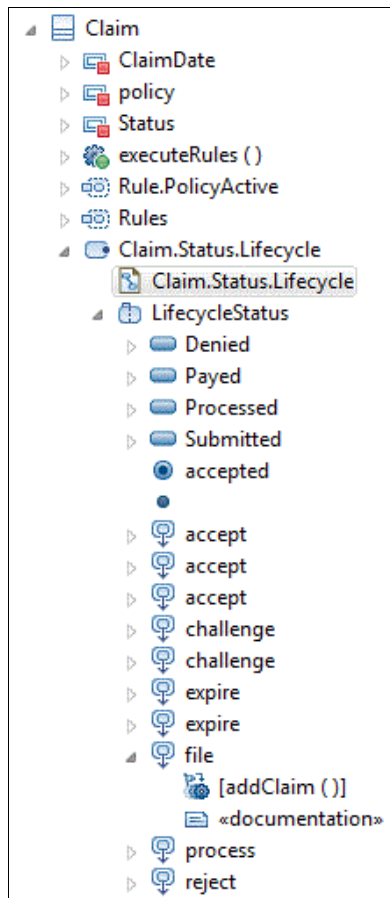 Claim
ClaimDate
policy
Status
executeRules ( )
Rule.PolicyActive
Rules
Claim.Status.Lifecycle
Claim.Status.Lifecycle
LifecycleStatus
Denied
Payed
Processed
Submitted
accepted
accept
accept
accept
challenge
challenge
expire
expire
file
[addClaim ( )]
«documentation»
process
reject